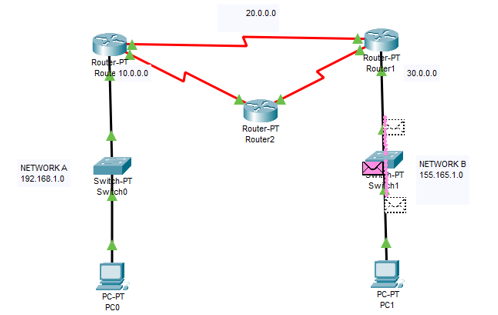 20.0.0.0
Router-PT
Router 10.0.0.0
Router-PT
Router1
30.0.0.0
Router-PT
Router2
NETWORK A
192.168.1.0
Switch-PT
Switch0
Switch-PT
Switch1
NETWORK B
155.165.1.0
PC-PT
PC0
PC-PT
PC1